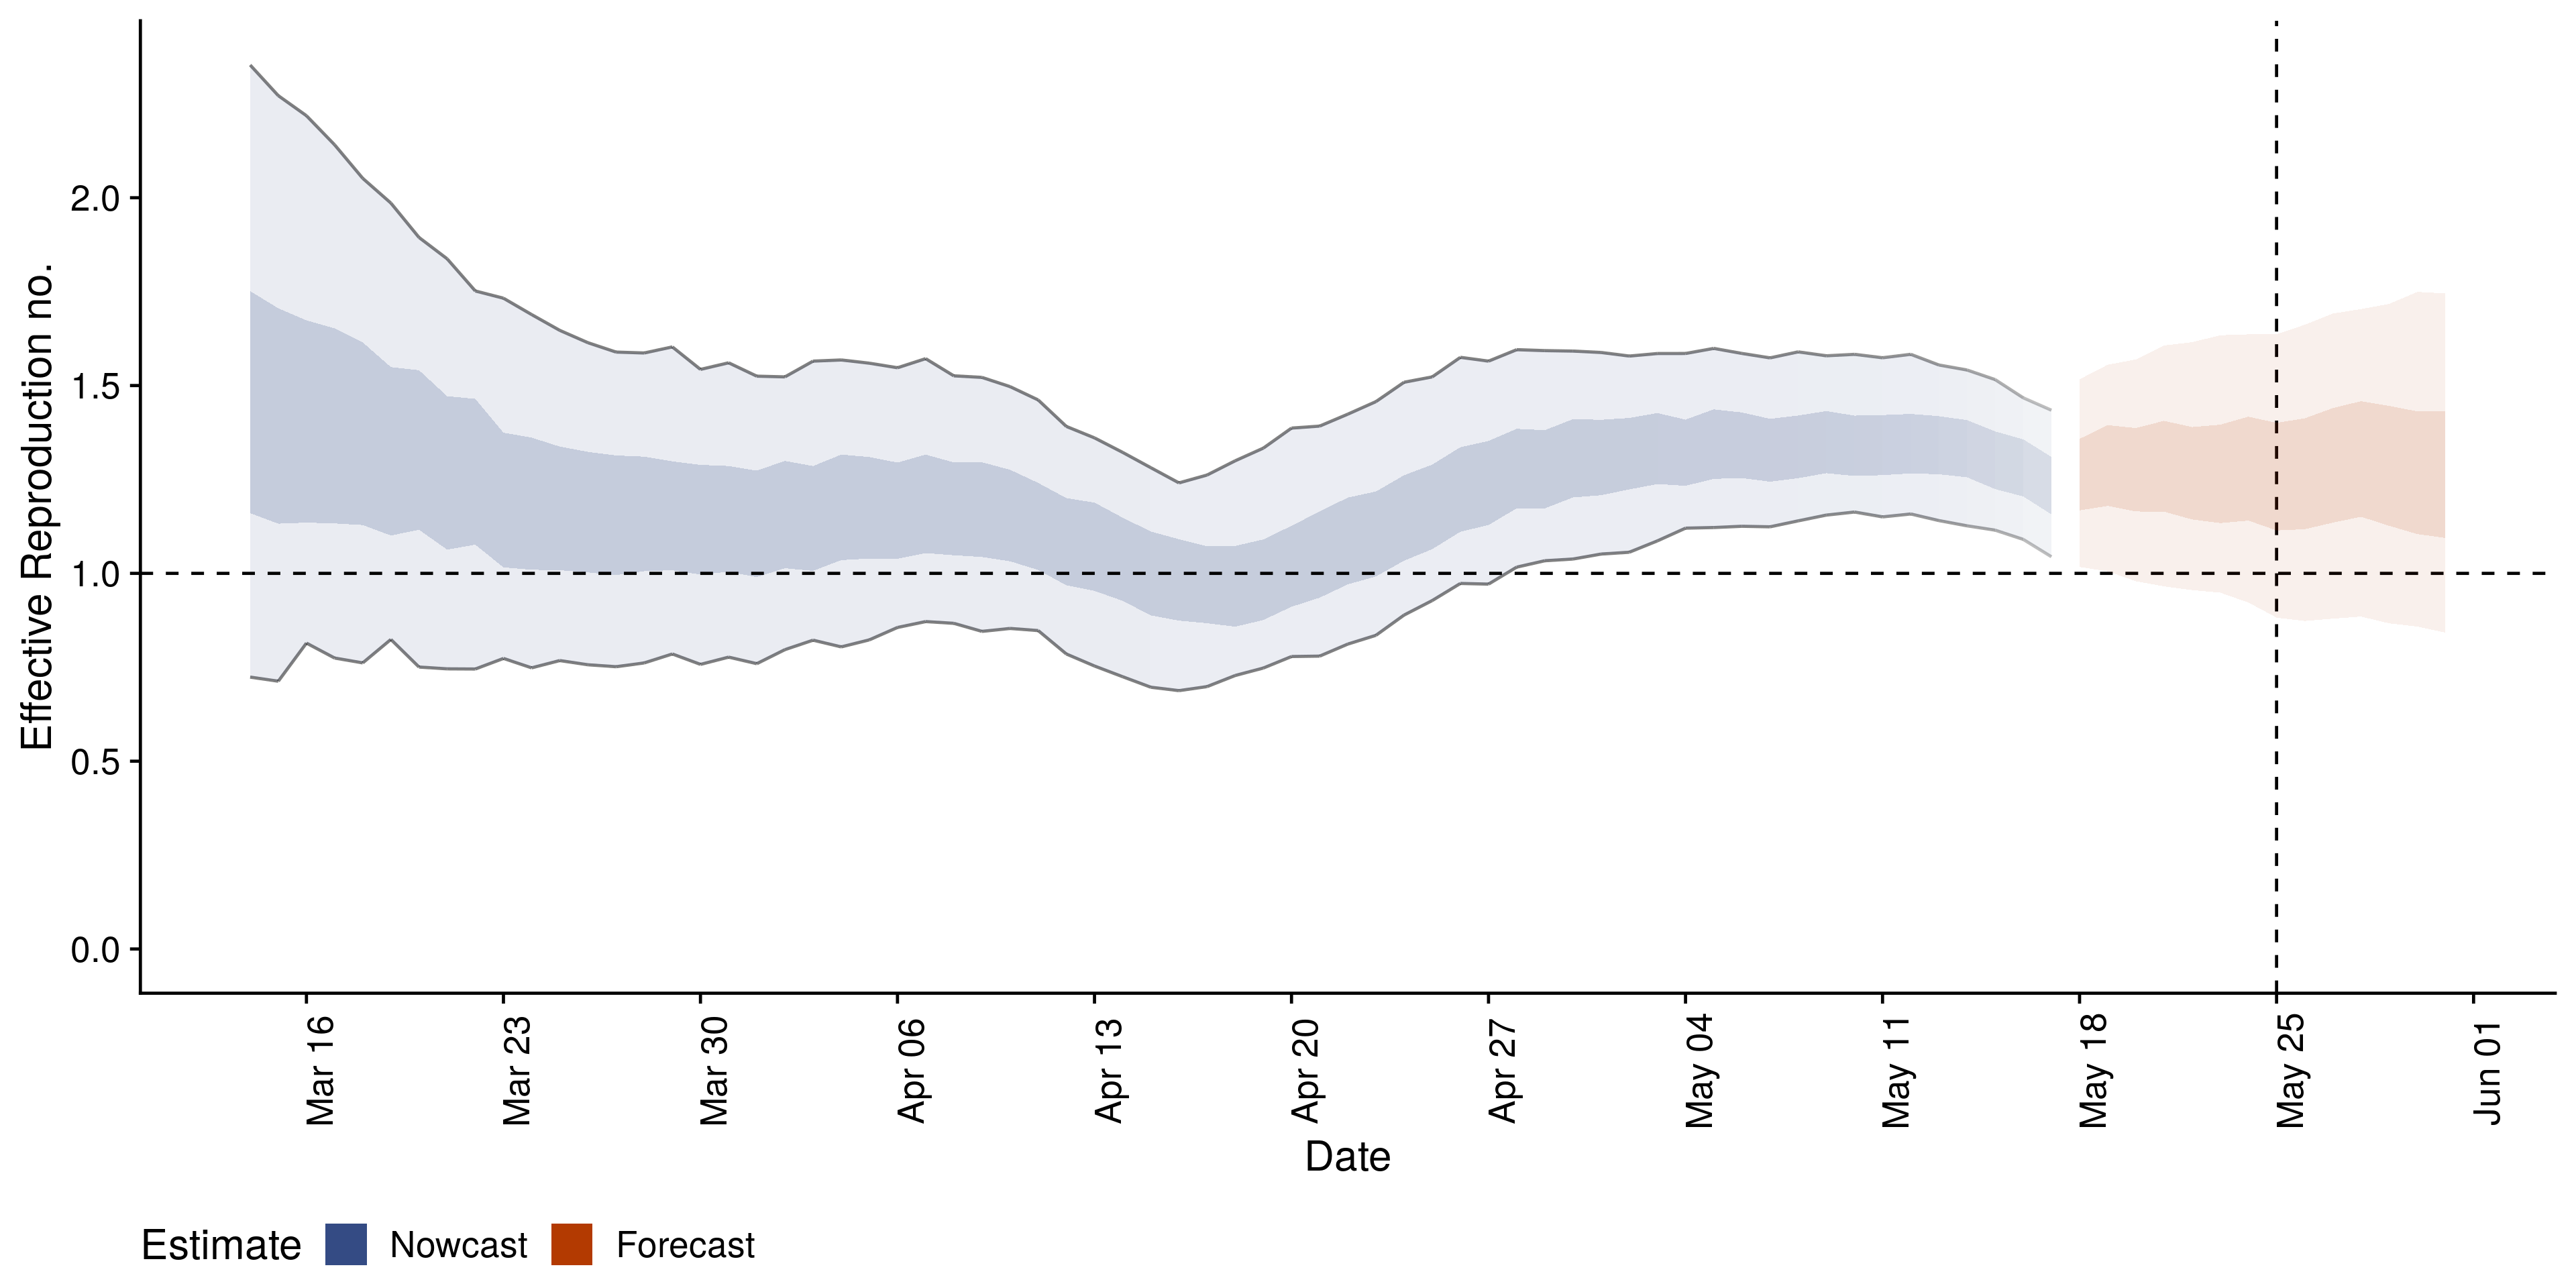 Effective Reproduction no.
2.0
1.5
1.0
0.5
0.0
Mar 16
Mar 23
Mar 30
Apr 06
Apr 13
Apr 20
Apr 27
May 04
May 11
May 18
May 25
Jun 01
Date
Estimate Nowcast Forecast